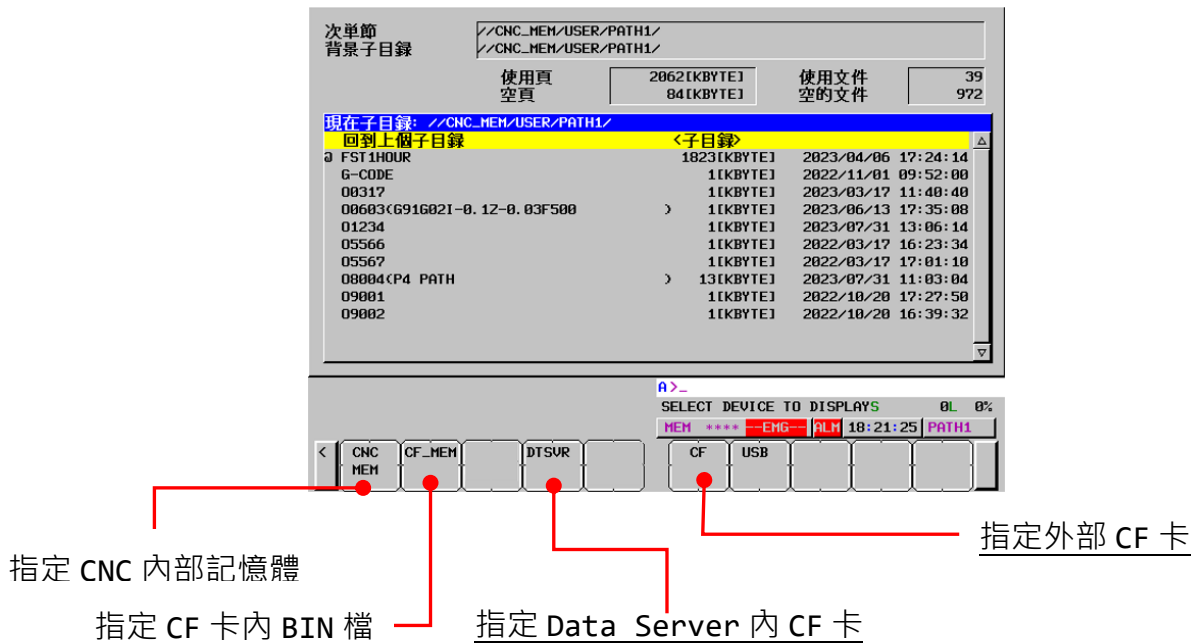 次単節 //CNC_MEM/USER/PATH1/
背景子目錄 //CNC_MEM/USER/PATH1/
使用頁 2062[KBYTE] 使用文件 39
空頁 84[KBYTE] 空的文件 972
現在子目錄: //CNC_MEM/USER/PATH1/
回到上個子目錄 <子目錄>
@ FST1HOUR 1823[KBYTE] 2023/04/06 17:24:14
G-CODE 1[KBYTE] 2022/11/01 09:52:00
O0317 1[KBYTE] 2023/03/17 11:40:40
O0603(G91G02I-0.1Z-0.03F500 ) 1[KBYTE] 2023/06/13 17:35:08
O1234 1[KBYTE] 2023/07/31 13:06:14
O5566 1[KBYTE] 2022/03/17 16:23:34
O5567 1[KBYTE] 2022/03/17 17:01:10
O8004(P4 PATH ) 13[KBYTE] 2023/07/31 11:03:04
O9001 1[KBYTE] 2022/10/20 17:27:50
O9002 1[KBYTE] 2022/10/20 16:39:32
A>_
SELECT DEVICE TO DISPLAYS 0L 0%
MEM **** --EMG-- ALM 18:21:25 PATH1
< CNC MEM CF_MEM DTSVR CF USB
指定外部 CF 卡
指定 CNC 內部記憶體
指定 CF 卡內 BIN 檔
指定 Data Server 內 CF 卡